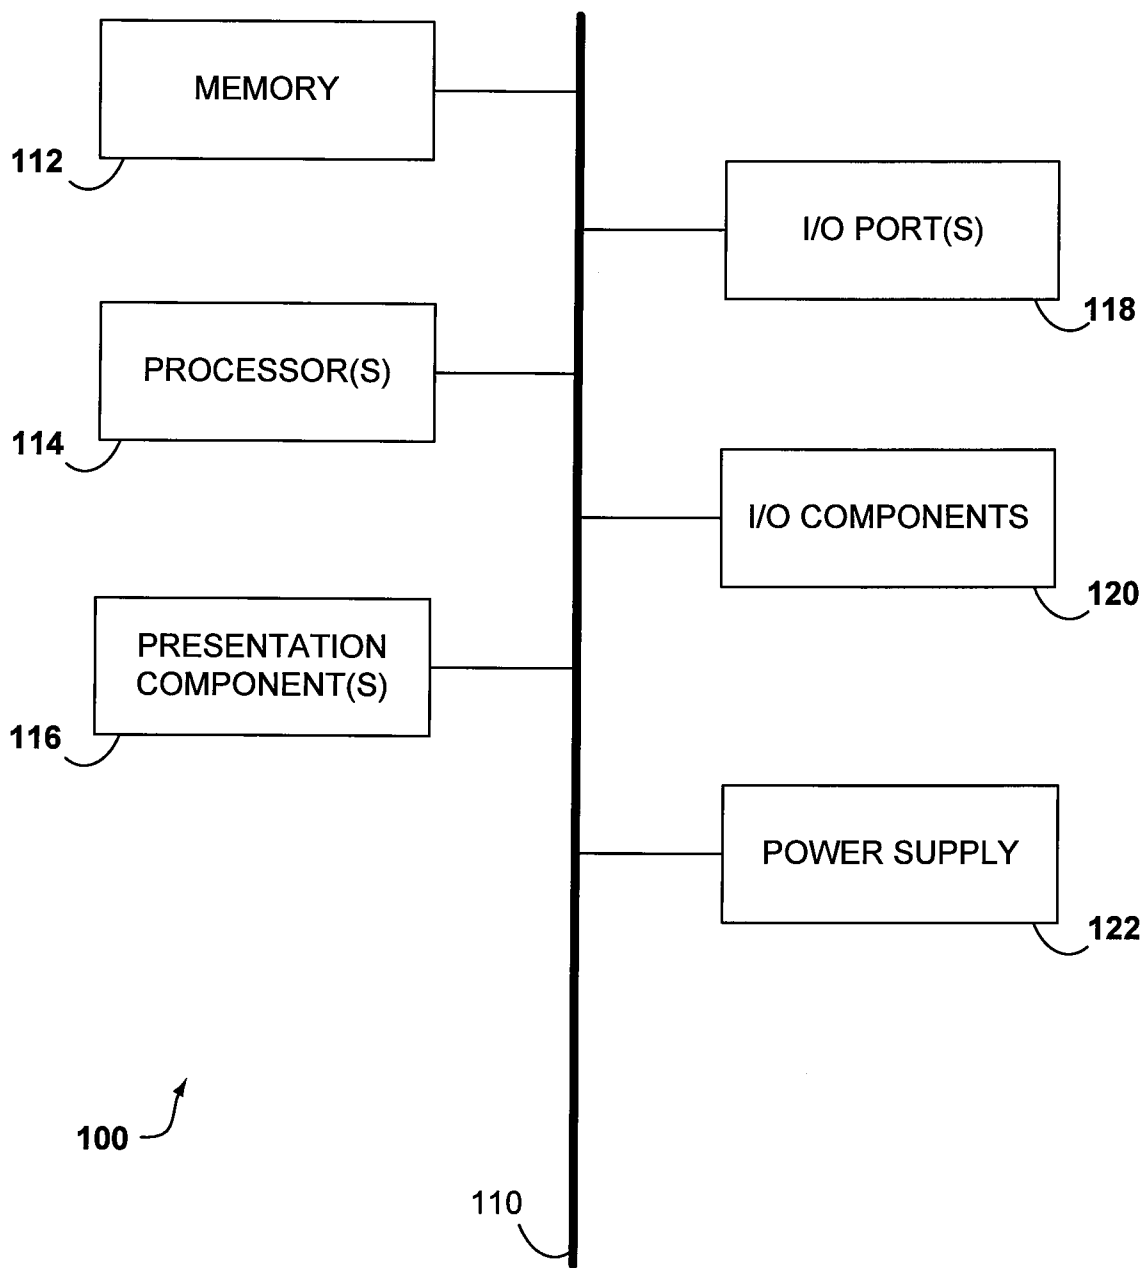 MEMORY
112
I/O PORT(S)
118
PROCESSOR(S)
114
I/O COMPONENTS
120
PRESENTATION
COMPONENT(S)
116
POWER SUPPLY
122
100
110